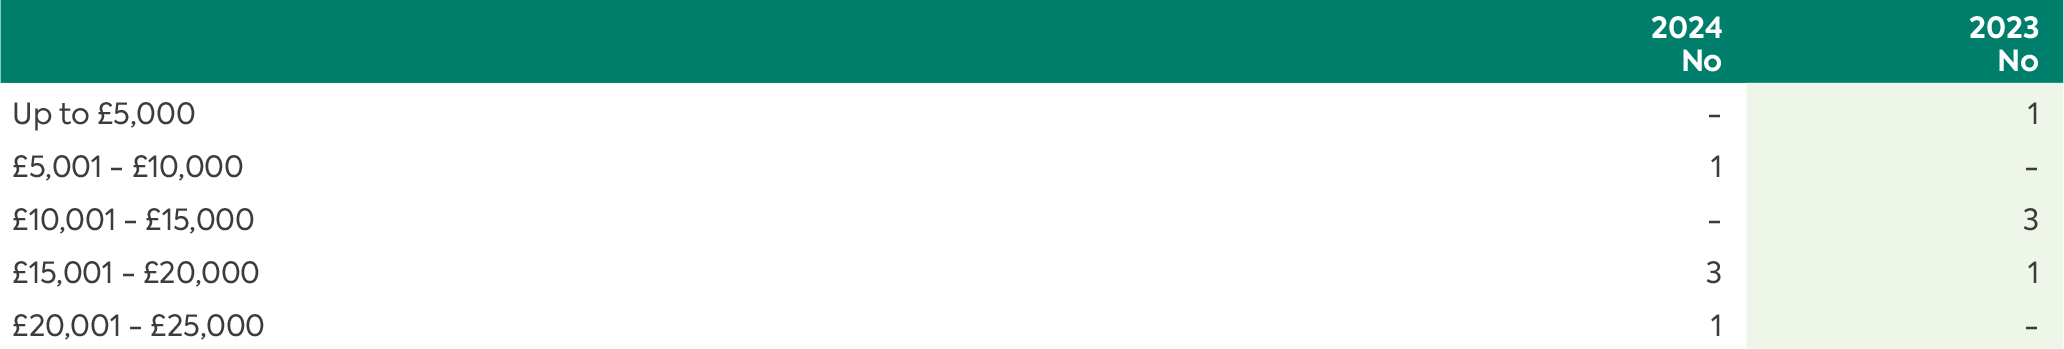 2024 2023
No No
Up to £5,000 – 1
£5,001 – £10,000 1 –
£10,001 – £15,000 – 3
£15,001 – £20,000 3 1
£20,001 – £25,000 1 –